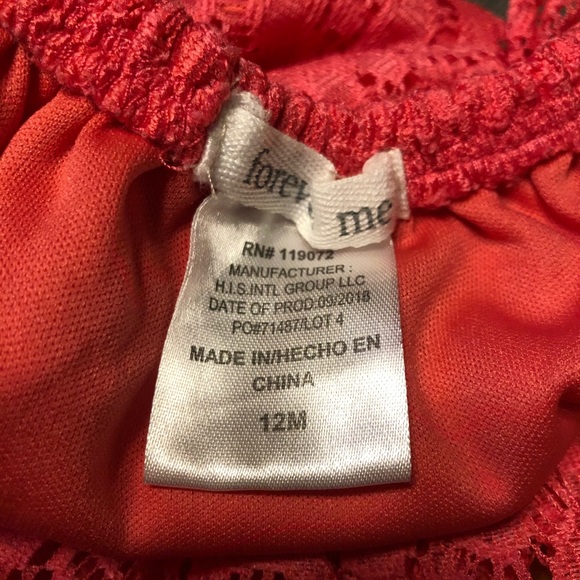 forev me
RN# 119072
MANUFACTURER :
H.I.S.INTL GROUP LLC
DATE OF PROD:09/2018
PO#71487/LOT 4
MADE IN/HECHO EN
CHINA
12M